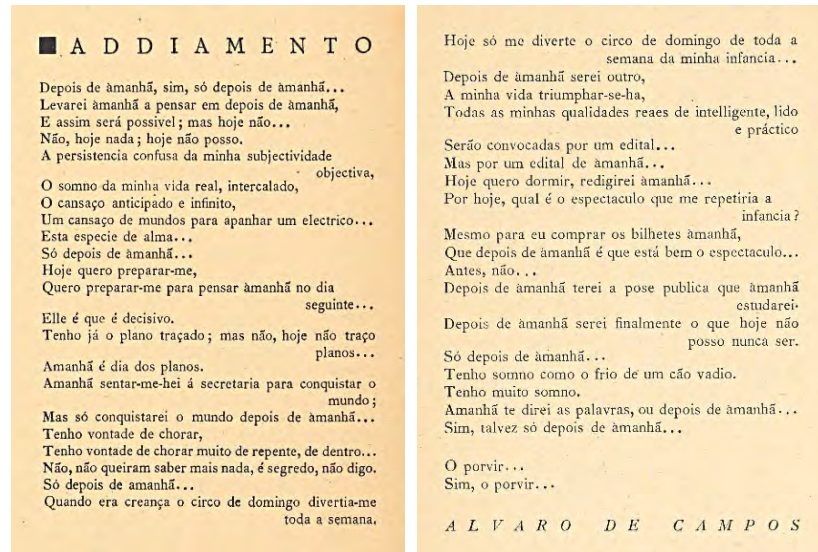 ADDIAMENTO
Depois de àmanhã, sim, só depois de àmanhã...
Levarei àmanhã a pensar em depois de àmanhã,
E assim será possivel; mas hoje não...
Não, hoje nada; hoje não posso.
A persistencia confusa da minha subjectividade
objectiva,
O somno da minha vida real, intercalado,
O cansaço anticipado e infinito,
Um cansaço de mundos para apanhar um electrico...
Esta especie de alma...
Só depois de àmanhã...
Hoje quero preparar-me,
Quero preparar-me para pensar àmanhã no dia
seguinte...
Elle é que é decisivo.
Tenho já o plano traçado; mas não, hoje não traço
planos...
Amanhã é dia dos planos.
Amanhã sentar-me-hei á secretaria para conquistar o
mundo;
Mas só conquistarei o mundo depois de àmanhã...
Tenho vontade de chorar,
Tenho vontade de chorar muito de repente, de dentro...
Não, não queiram saber mais nada, é segredo, não digo.
Só depois de amanhã...
Quando era creança o circo de domingo divertia-me
toda a semana.
Hoje só me diverte o circo de domingo de toda a
semana da minha infancia...
Depois de àmanhã serei outro,
A minha vida triumphar-se-ha,
Todas as minhas qualidades reaes de intelligente, lido
e práctico
Serão convocadas por um edital...
Mas por um edital de àmanhã...
Hoje quero dormir, redigirei àmanhã...
Por hoje, qual é o espectaculo que me repetiria a
infancia?
Mesmo para eu comprar os bilhetes àmanhã,
Que depois de àmanhã é que está bem o espectaculo...
Antes, não...
Depois de àmanhã terei a pose publica que àmanhã
estudarei.
Depois de àmanhã serei finalmente o que hoje não
posso nunca ser.
Só depois de àmanhã...
Tenho somno como o frio de um cão vadio.
Tenho muito somno.
Amanhã te direi as palavras, ou depois de àmanhã...
Sim, talvez só depois de àmanhã...
O porvir...
Sim, o porvir...
ALVARO DE CAMPOS